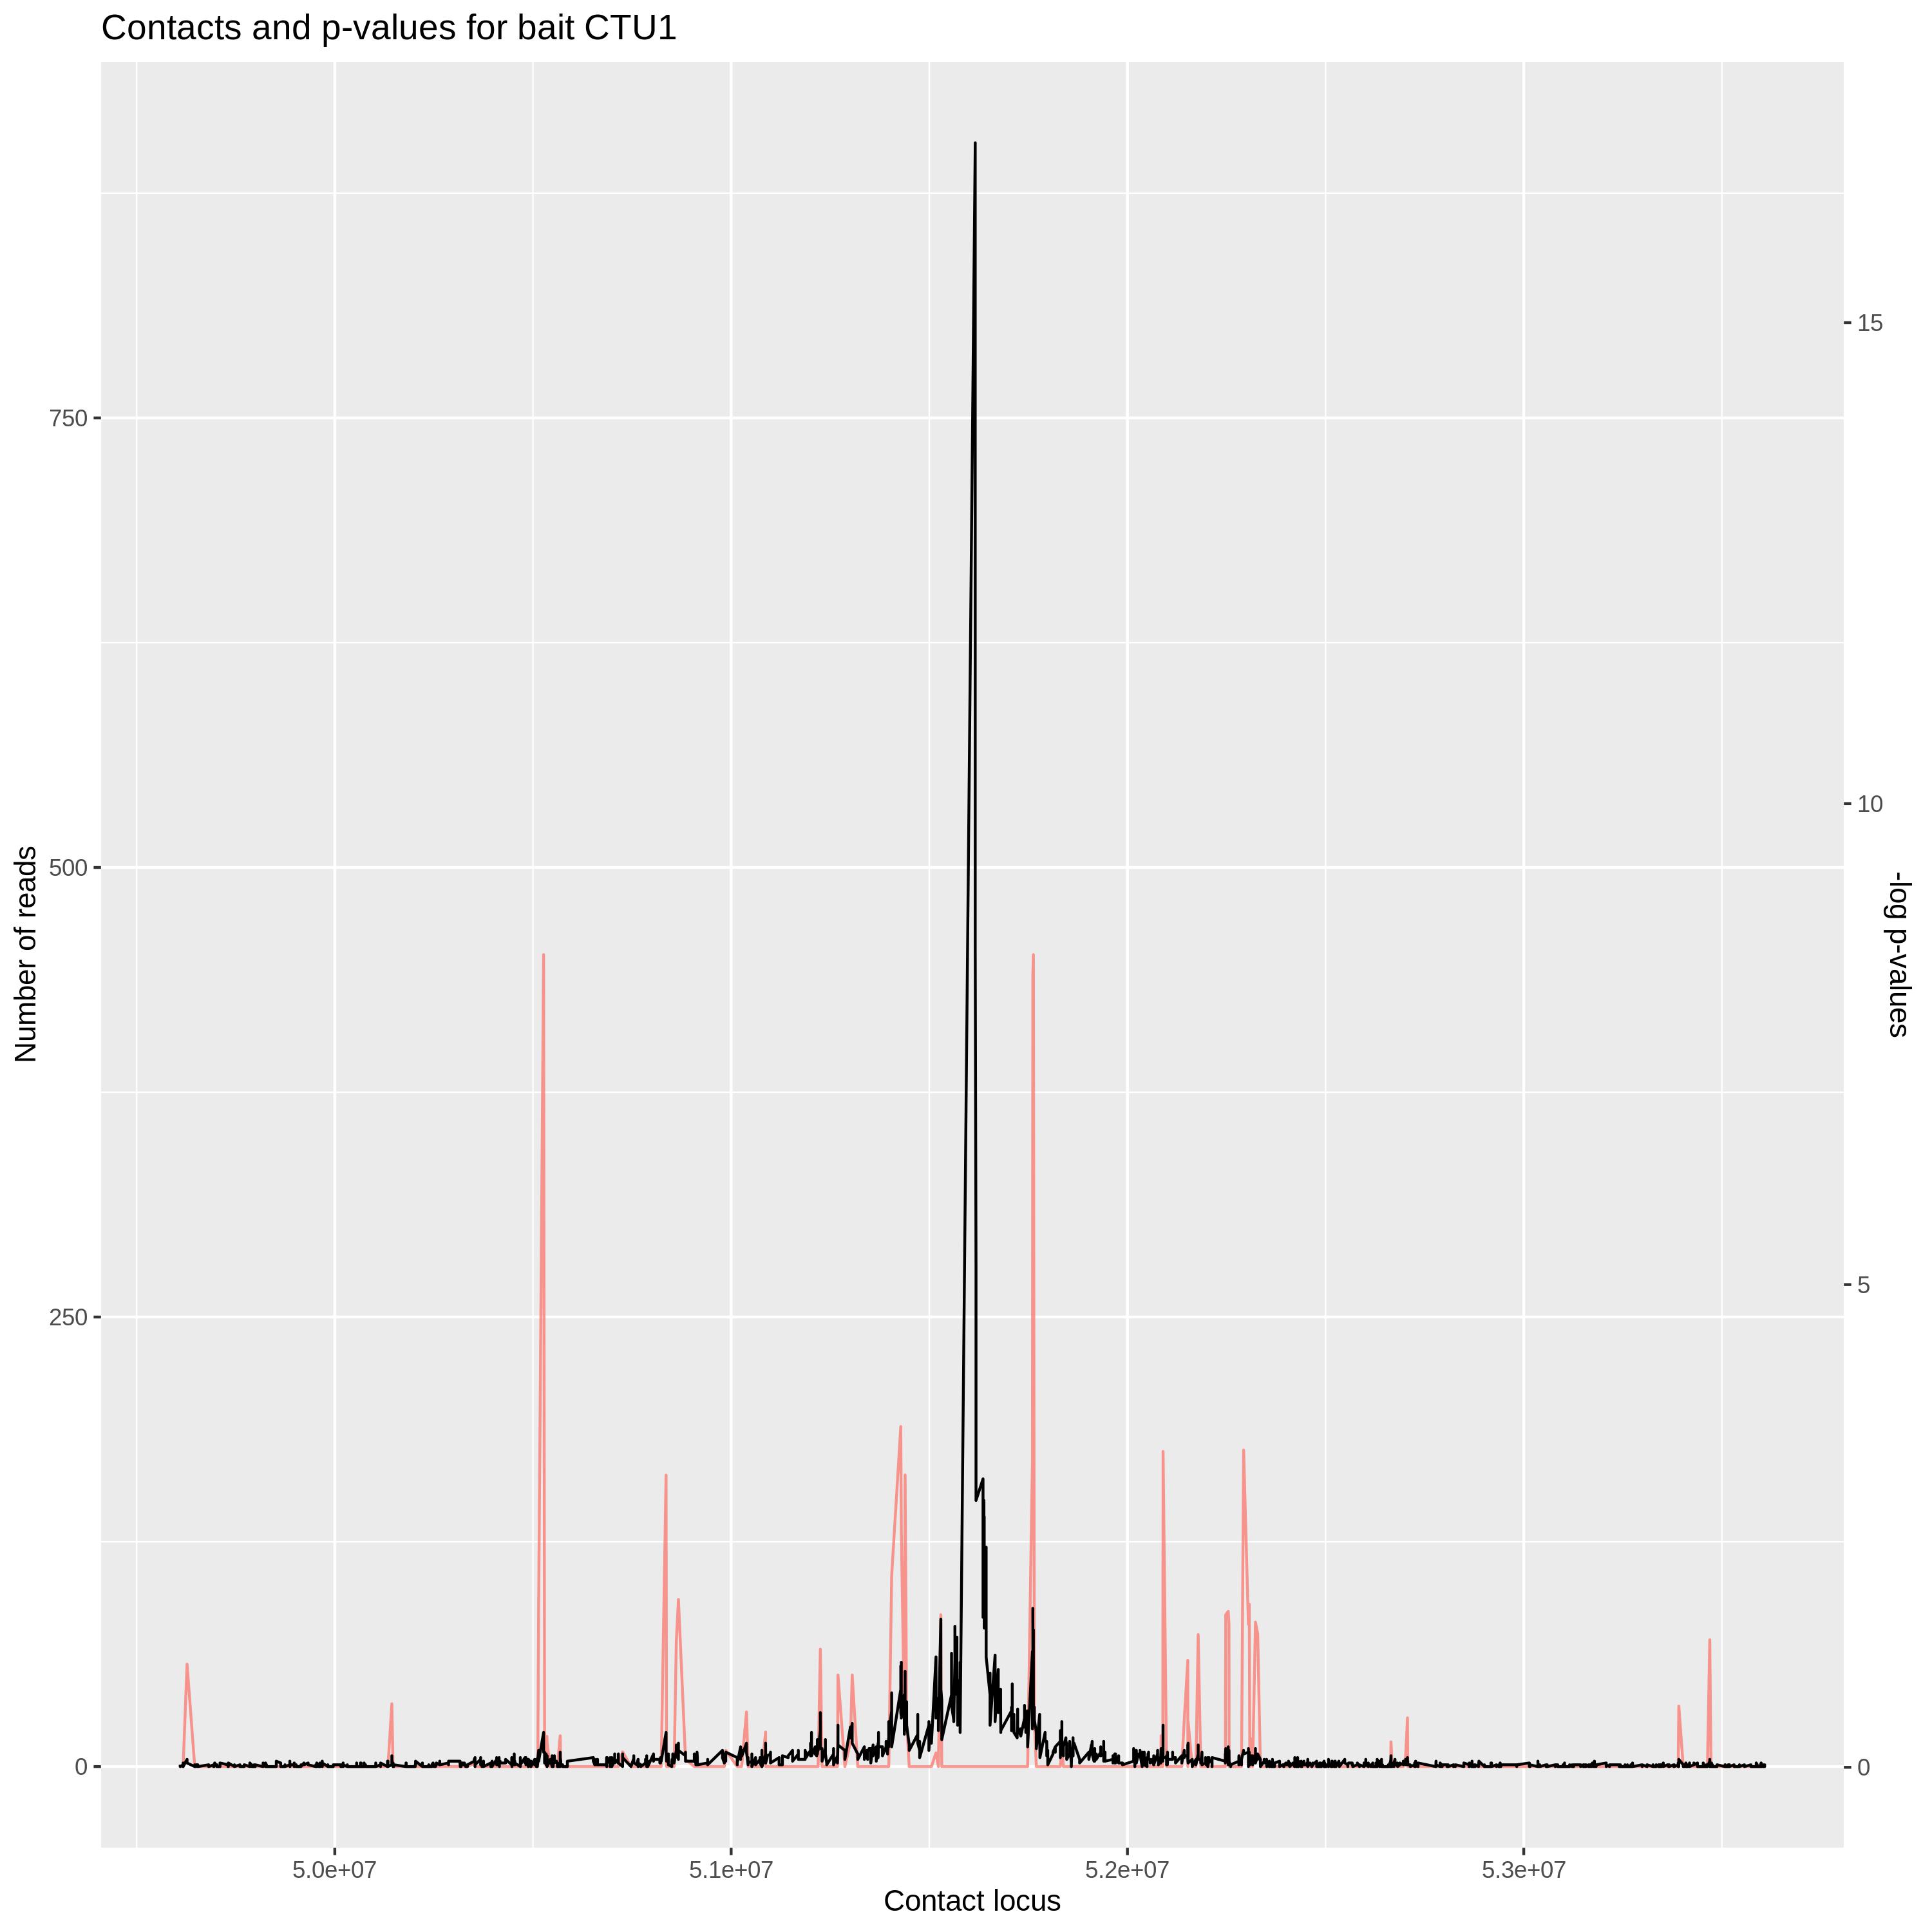 Contacts and p-values for bait CTU1
Number of reads
750
500
250
0
15
10
5
0
-log p-values
5.0e+07
5.1e+07
5.2e+07
5.3e+07
Contact locus